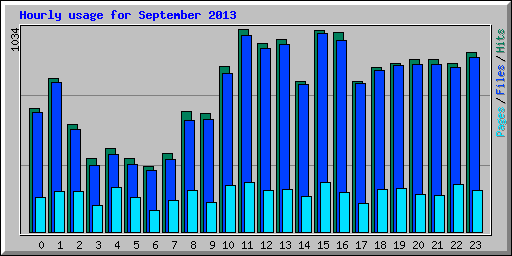 Hourly usage for September 2013
1034
Pages/Files/Hits
0 1 2 3 4 5 6 7 8 9 10 11 12 13 14 15 16 17 18 19 20 21 22 23